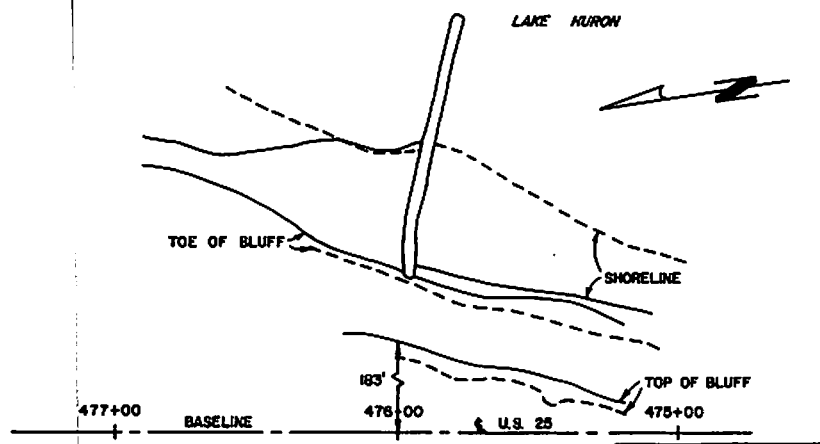 LAKE HURON
N
TOE OF BLUFF
SHORELINE
183'
TOP OF BLUFF
477+00
476+00
475+00
BASELINE
℄ U.S. 25